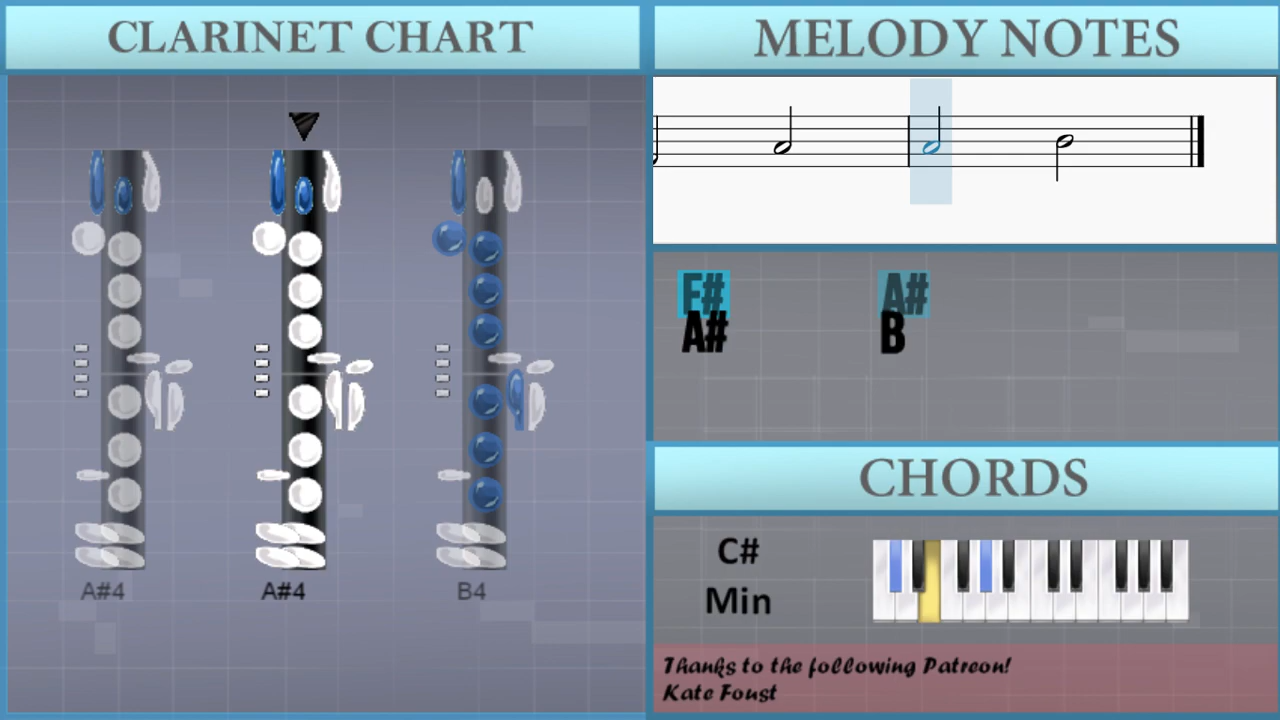 CLARINET CHART
MELODY NOTES
F# A#
A# B
A#4 A#4 B4
CHORDS
C#
Min
Thanks to the following Patreon!
Kate Foust